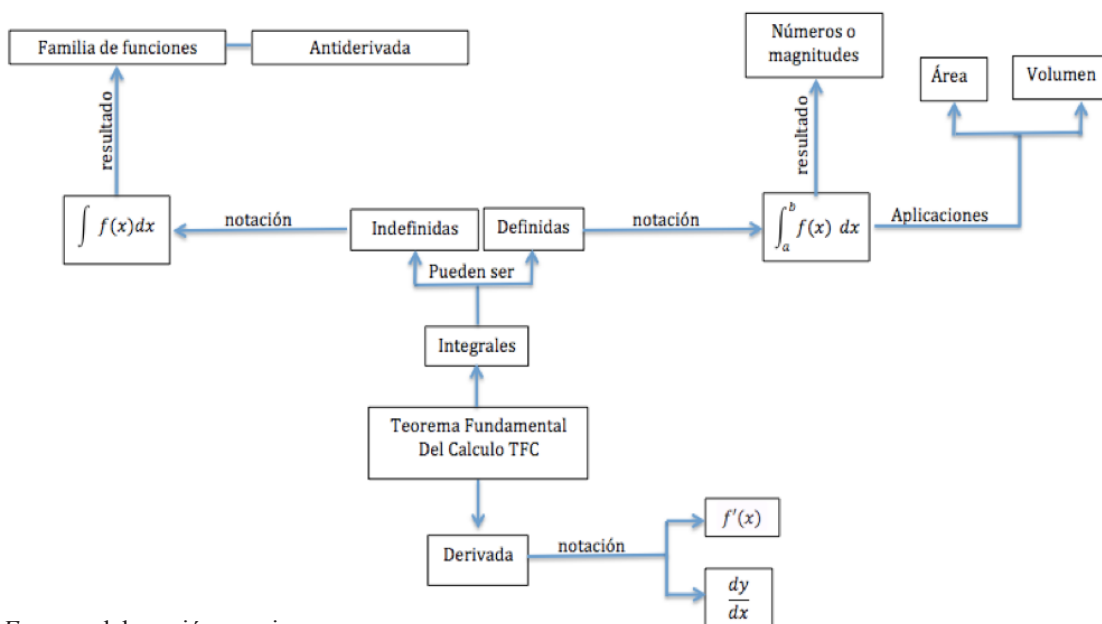 Familia de funciones
Antiderivada
Números o
magnitudes
Área
Volumen
resultado
resultado
∫ f(x)dx
notación
Indefinidas
Definidas
notación
∫_a^b f(x) dx
Aplicaciones
Pueden ser
Integrales
Teorema Fundamental
Del Calculo TFC
Derivada
notación
f'(x)
dy/dx